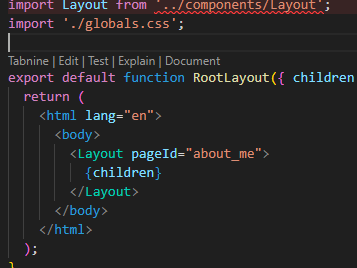 import Layout from '../components/Layout';
import './globals.css';
Tabnine | Edit | Test | Explain | Document
export default function RootLayout({ children
  return (
    <html lang="en">
      <body>
        <Layout pageId="about_me">
          {children}
        </Layout>
      </body>
    </html>
  );
}